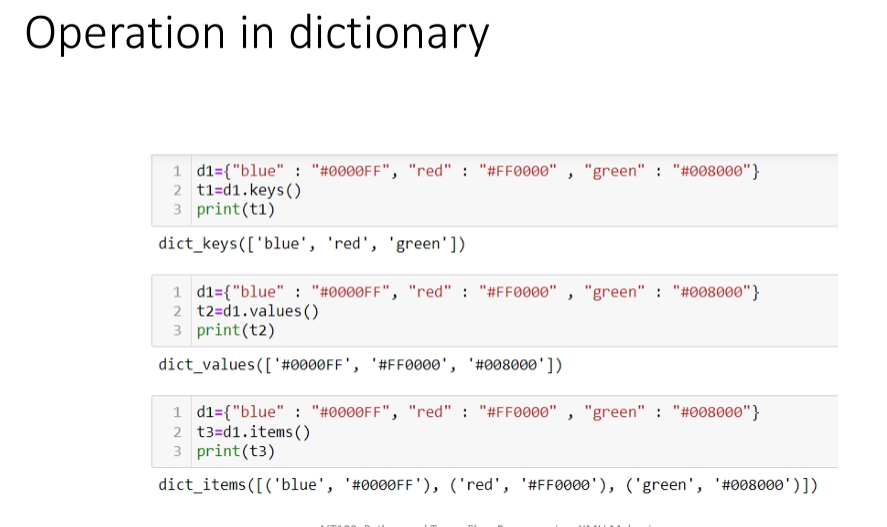 Operation in dictionary
1 d1={"blue" : "#0000FF", "red" : "#FF0000" , "green" : "#008000"}
2 t1=d1.keys()
3 print(t1)
dict_keys(['blue', 'red', 'green'])
1 d1={"blue" : "#0000FF", "red" : "#FF0000" , "green" : "#008000"}
2 t2=d1.values()
3 print(t2)
dict_values(['#0000FF', '#FF0000', '#008000'])
1 d1={"blue" : "#0000FF", "red" : "#FF0000" , "green" : "#008000"}
2 t3=d1.items()
3 print(t3)
dict_items([('blue', '#0000FF'), ('red', '#FF0000'), ('green', '#008000')])